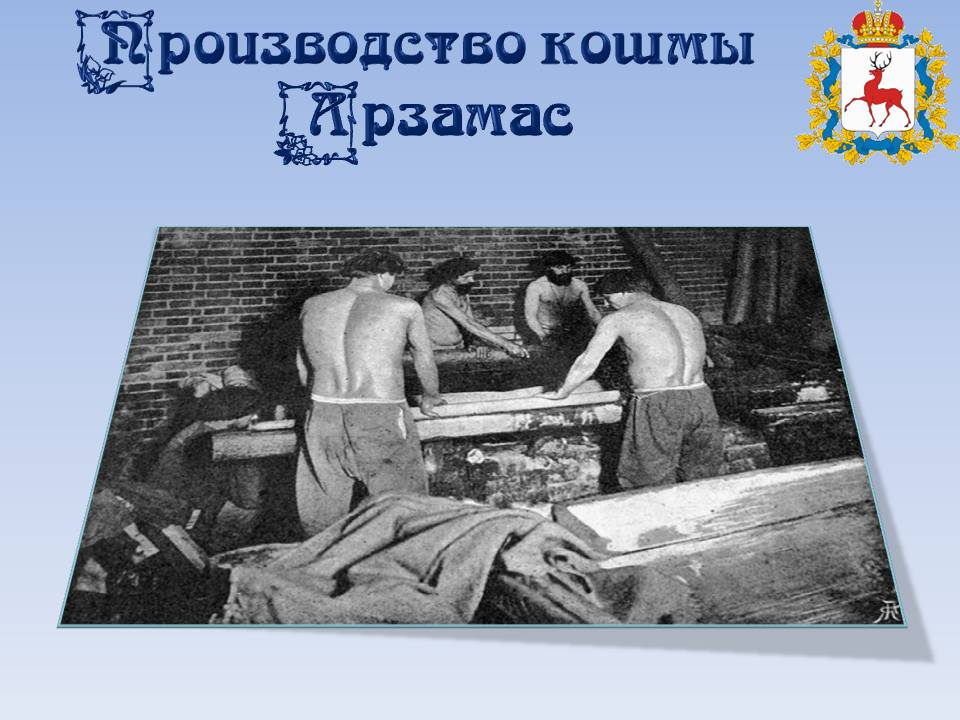 Производство кошмы
Арзамас